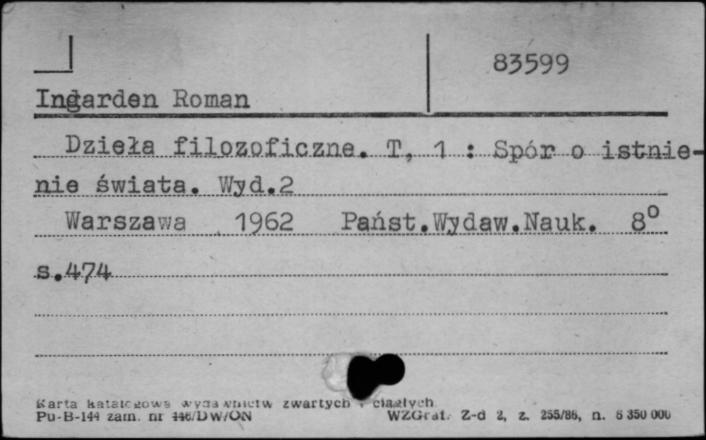 83599
Ingarden Roman
Dzieła filozoficzne. T, 1 : Spór o istnie-
nie świata. Wyd.2
Warszawa 1962 Państ.Wydaw.Nauk. 8°
s.474
Karta katalogowa wydawnictw zwartych i ciągłych
Pu-B-144 zam. nr 146/DW/ON WZGraf. Z-d 2, z. 255/86, n. 6 350 000